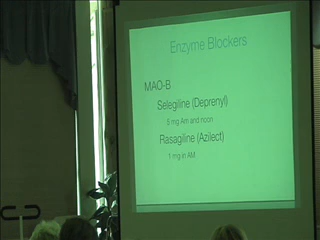 Enzyme Blockers
MAO-B
Selegiline (Deprenyl)
5 mg Am and noon
Rasagiline (Azilect)
1 mg in AM